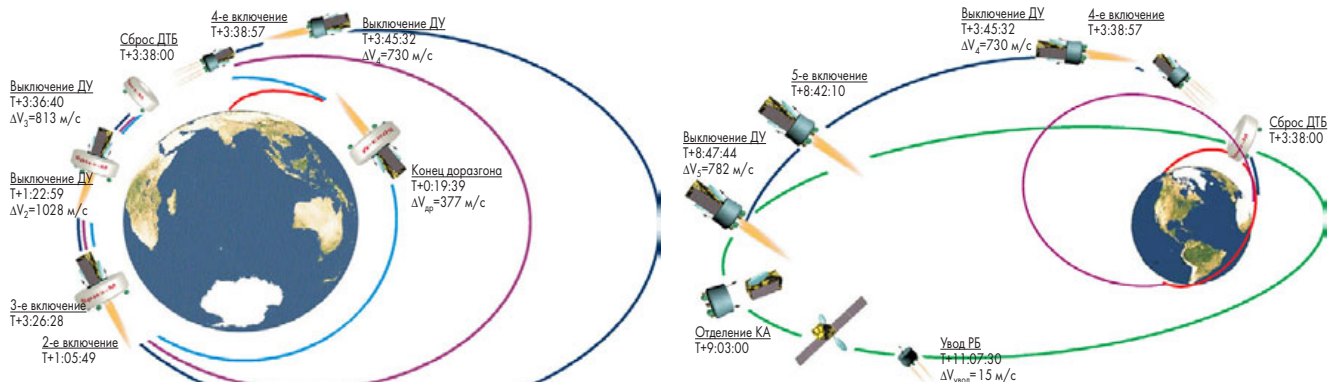 4-е включение
T+3:38:57
Выключение ДУ
T+3:45:32
ΔV₄=730 м/с
Сброс ДТБ
T+3:38:00
Выключение ДУ
T+3:36:40
ΔV₃=813 м/с
Выключение ДУ
T+1:22:59
ΔV₂=1028 м/с
Конец доразгона
T+0:19:39
ΔVдр=377 м/с
3-е включение
T+3:26:28
2-е включение
T+1:05:49
Выключение ДУ
T+3:45:32
ΔV₄=730 м/с
4-е включение
T+3:38:57
5-е включение
T+8:42:10
Сброс ДТБ
T+3:38:00
Выключение ДУ
T+8:47:44
ΔV₅=782 м/с
Отделение КА
T+9:03:00
Увод РБ
T+11:07:30
ΔVувод=15 м/с